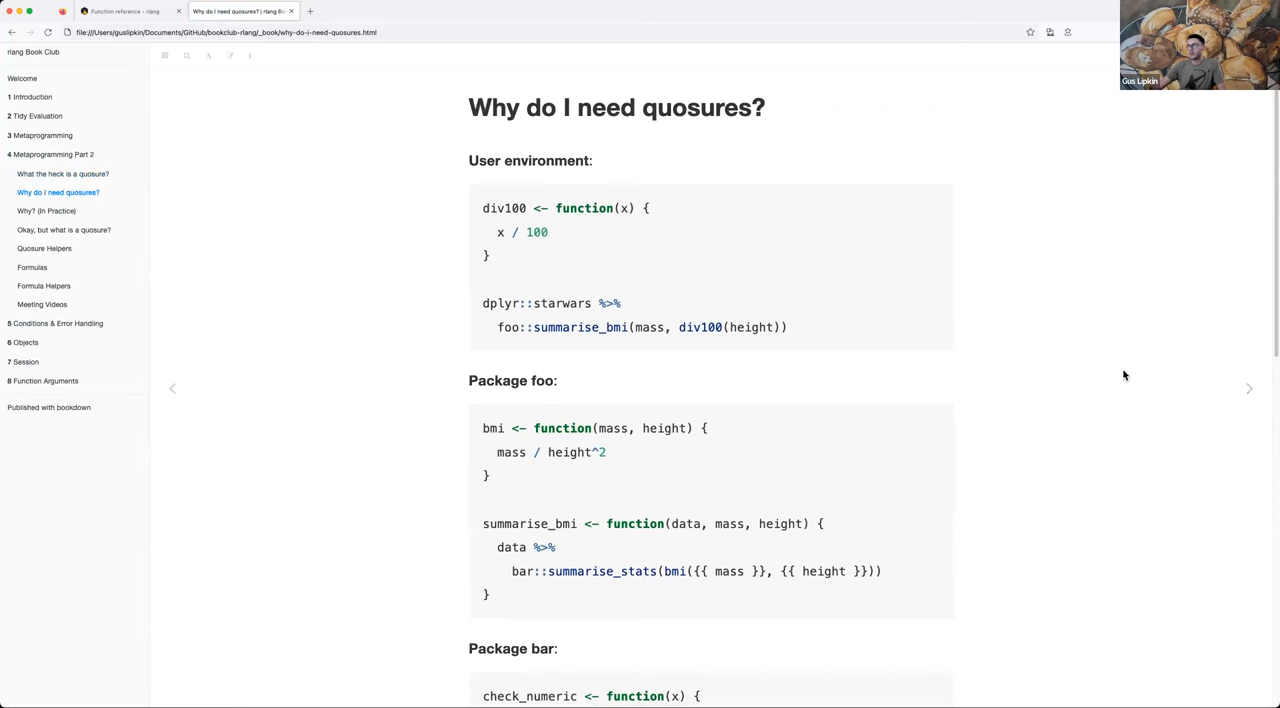 Function reference - rlang
Why do I need quosures? | rlang Bo
file:///Users/guslipkin/Documents/GitHub/bookclub-rlang/_book/why-do-i-need-quosures.html
Gus Lipkin
rlang Book Club
Welcome
1 Introduction
2 Tidy Evaluation
3 Metaprogramming
4 Metaprogramming Part 2
What the heck is a quosure?
Why do I need quosures?
Why? (In Practice)
Okay, but what is a quosure?
Quosure Helpers
Formulas
Formula Helpers
Meeting Videos
5 Conditions & Error Handling
6 Objects
7 Session
8 Function Arguments
Published with bookdown
Why do I need quosures?
User environment:
div100 <- function(x) {
x / 100
}
dplyr::starwars %>%
foo::summarise_bmi(mass, div100(height))
Package foo:
bmi <- function(mass, height) {
mass / height^2
}
summarise_bmi <- function(data, mass, height) {
data %>%
bar::summarise_stats(bmi({{ mass }}, {{ height }}))
}
Package bar:
check_numeric <- function(x) {